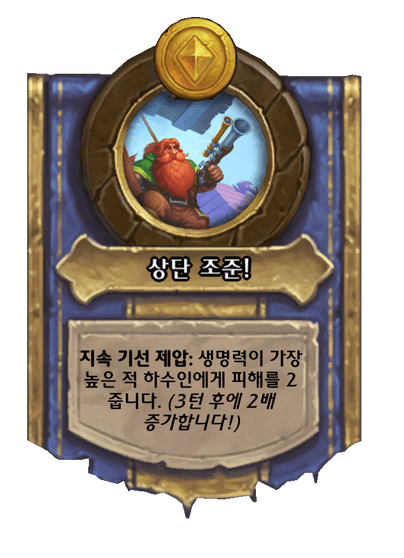 상단 조준!
지속 기선 제압: 생명력이 가장
높은 적 하수인에게 피해를 2
줍니다. (3턴 후에 2배
증가합니다!)